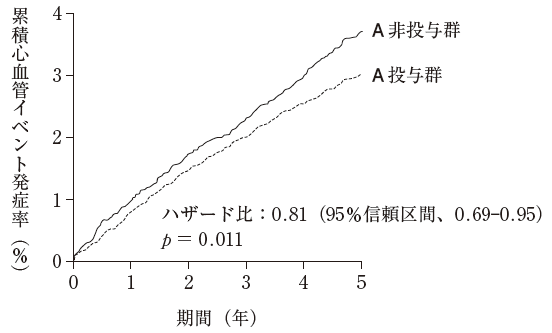 累積心血管イベント発症率（%）
4
3
2
1
0
A 非投与群
A 投与群
ハザード比：0.81（95％信頼区間、0.69-0.95）
p = 0.011
0 1 2 3 4 5
期間（年）